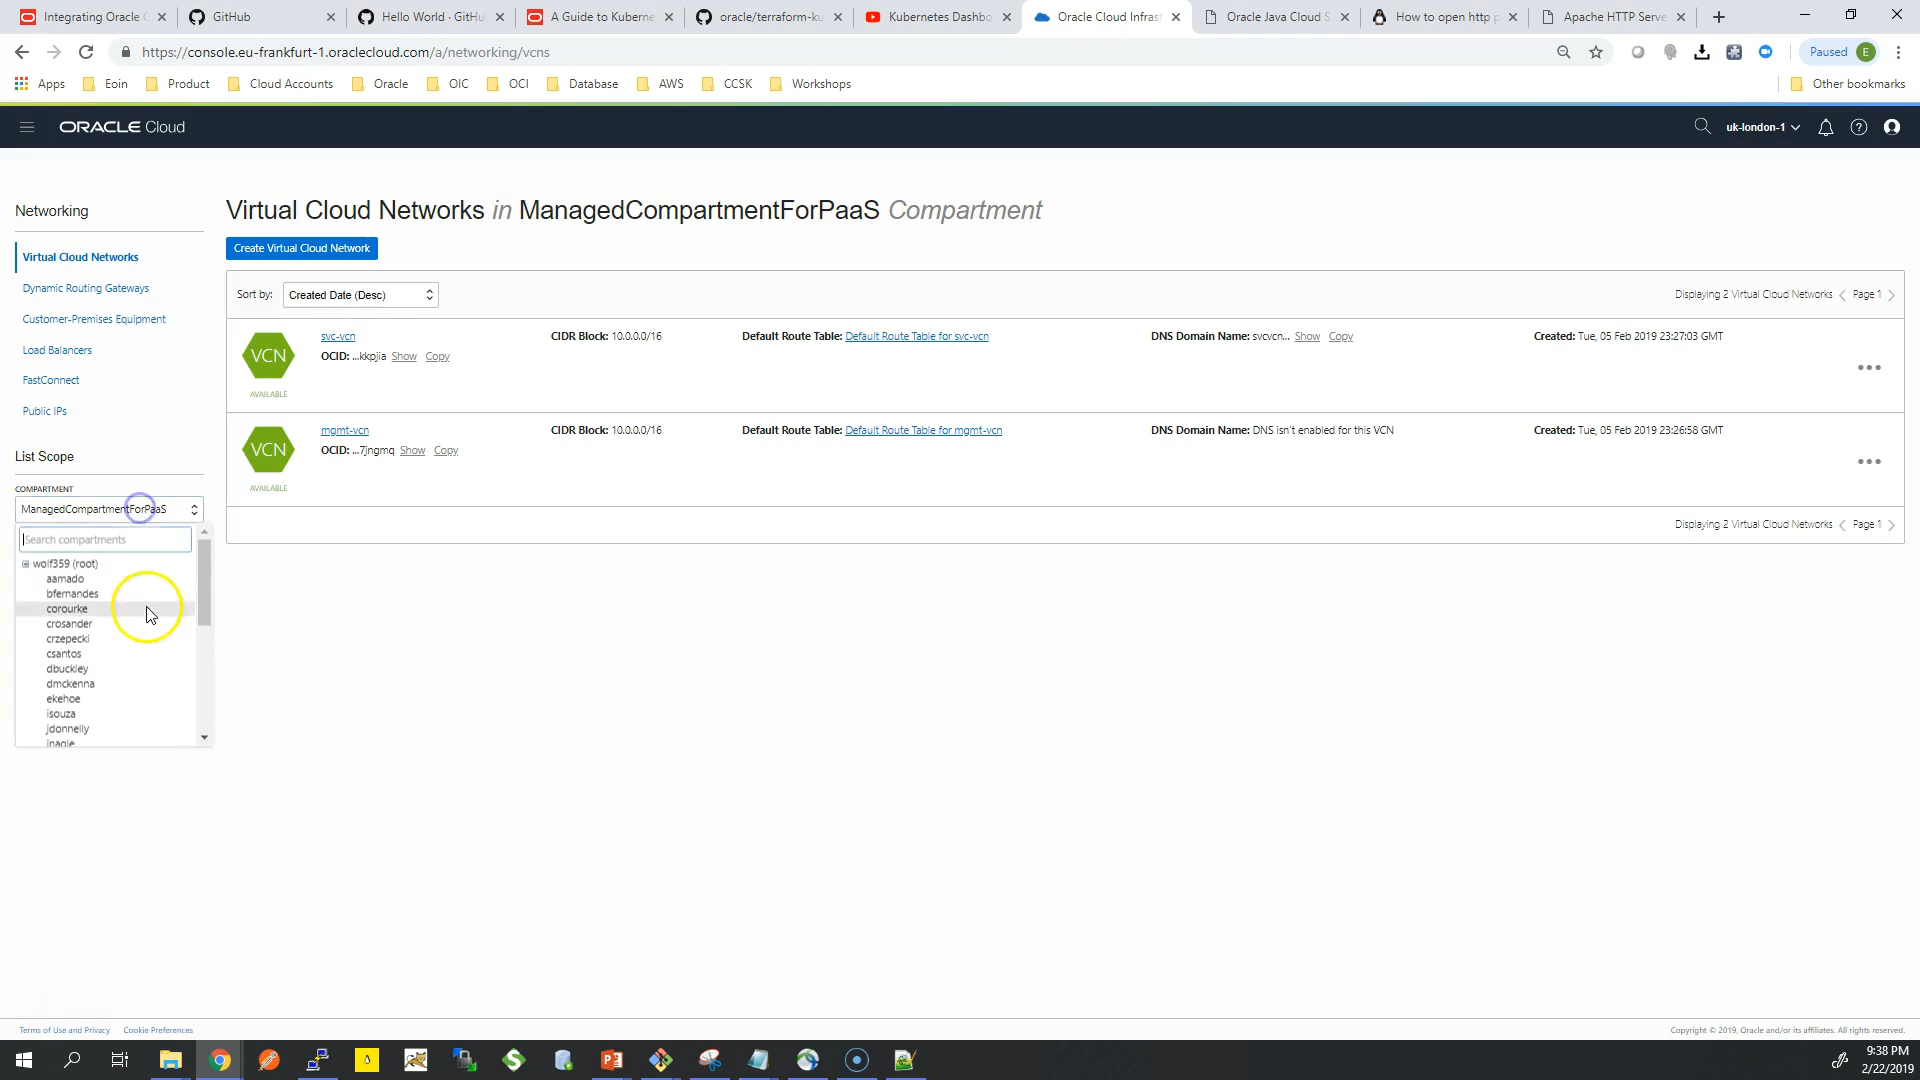 Integrating Oracle C
GitHub
Hello World · GitHu
A Guide to Kuberne
oracle/terraform-ku
Kubernetes Dashbo
Oracle Cloud Infrast
Oracle Java Cloud S
How to open http p
Apache HTTP Serve
https://console.eu-frankfurt-1.oraclecloud.com/a/networking/vcns
Paused E
Apps
Eoin
Product
Cloud Accounts
Oracle
OIC
OCI
Database
AWS
CCSK
Workshops
Other bookmarks
ORACLE Cloud
uk-london-1
Networking
Virtual Cloud Networks
Dynamic Routing Gateways
Customer-Premises Equipment
Load Balancers
FastConnect
Public IPs
List Scope
COMPARTMENT
ManagedCompartmentForPaaS
Search compartments
wolf359 (root)
aamado
bfernandes
corourke
crosander
crzepecki
csantos
dbuckley
dmckenna
ekehoe
isouza
jdonnelly
jnagle
Virtual Cloud Networks in ManagedCompartmentForPaaS Compartment
Create Virtual Cloud Network
Sort by: Created Date (Desc)
Displaying 2 Virtual Cloud Networks Page 1
VCN
AVAILABLE
svc-vcn
OCID: ...kkpjia Show Copy
CIDR Block: 10.0.0.0/16
Default Route Table: Default Route Table for svc-vcn
DNS Domain Name: svcvcn... Show Copy
Created: Tue, 05 Feb 2019 23:27:03 GMT
VCN
AVAILABLE
mgmt-vcn
OCID: ...7jngmq Show Copy
CIDR Block: 10.0.0.0/16
Default Route Table: Default Route Table for mgmt-vcn
DNS Domain Name: DNS isn't enabled for this VCN
Created: Tue, 05 Feb 2019 23:26:58 GMT
Displaying 2 Virtual Cloud Networks Page 1
Terms of Use and Privacy Cookie Preferences
Copyright © 2019, Oracle and/or its affiliates. All rights reserved.
9:38 PM
2/22/2019